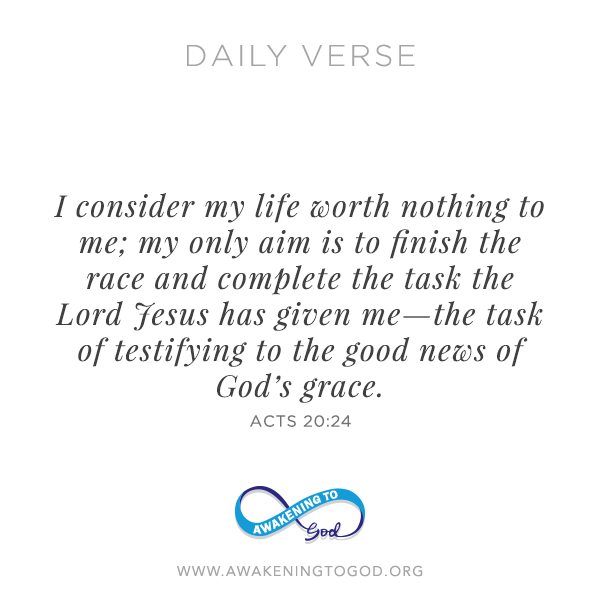 DAILY VERSE
I consider my life worth nothing to
me; my only aim is to finish the
race and complete the task the
Lord Jesus has given me—the task
of testifying to the good news of
God’s grace.
ACTS 20:24
AWAKENING TO
God
WWW.AWAKENINGTOGOD.ORG